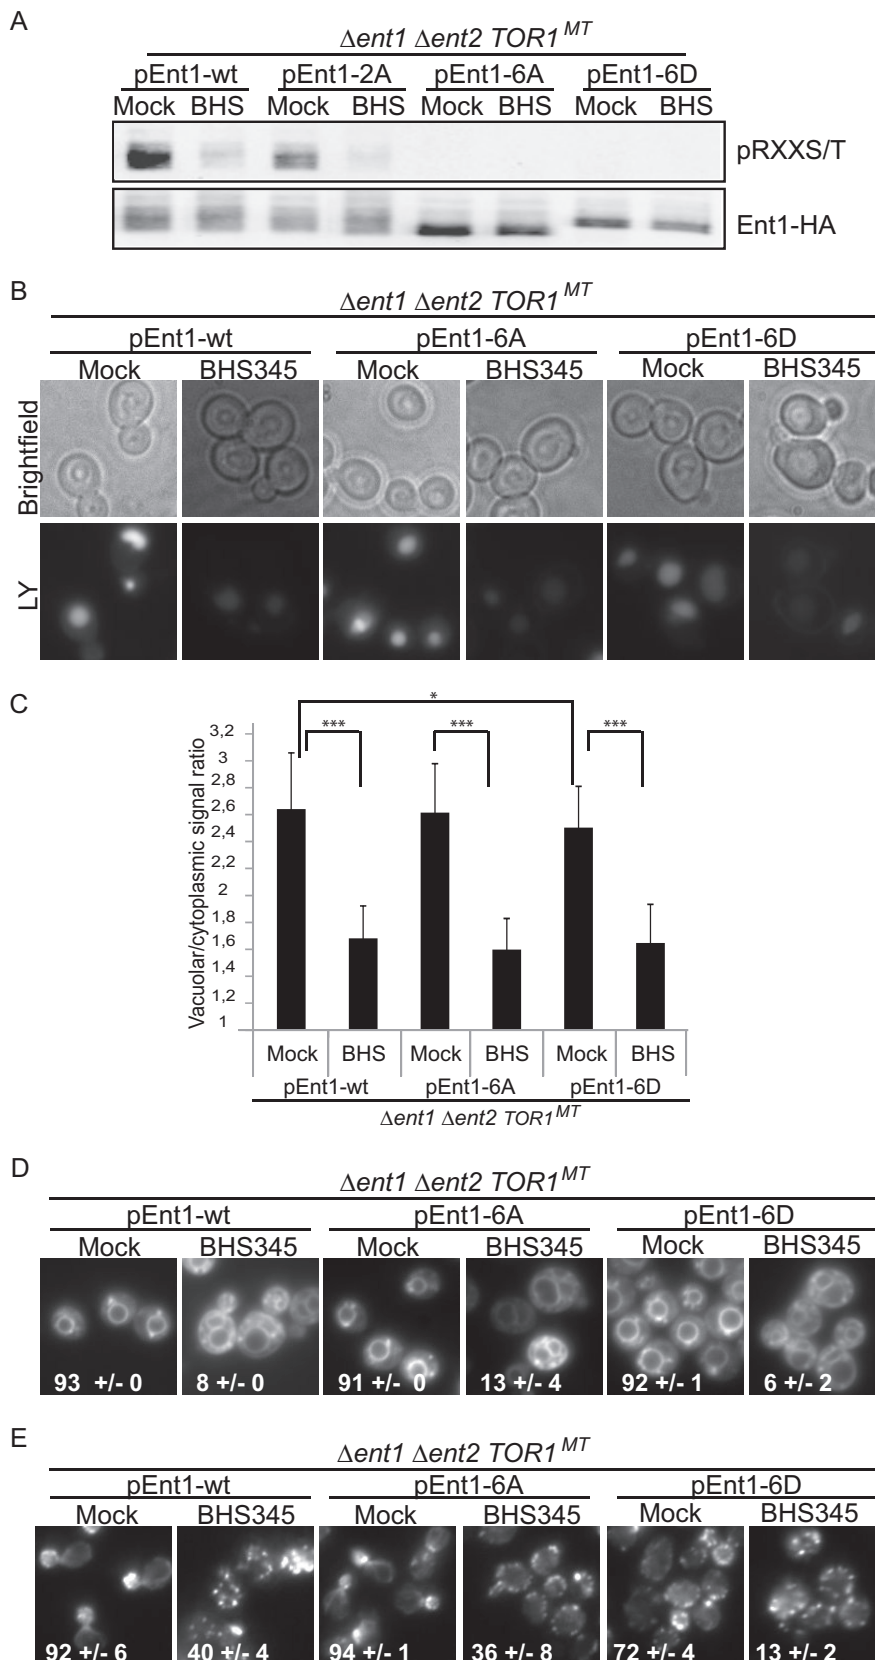 A
Δent1 Δent2 TOR1 MT
pEnt1-wt pEnt1-2A pEnt1-6A pEnt1-6D
Mock BHS Mock BHS Mock BHS Mock BHS
pRXXS/T
Ent1-HA
B
Δent1 Δent2 TOR1 MT
pEnt1-wt pEnt1-6A pEnt1-6D
Mock BHS345 Mock BHS345 Mock BHS345
Brightfield
LY
C
Vacuolar/cytoplasmic signal ratio
*
*** *** ***
3,2
3
2,8
2,6
2,4
2,2
2
1,8
1,6
1,4
1,2
1
Mock BHS Mock BHS Mock BHS
pEnt1-wt pEnt1-6A pEnt1-6D
Δent1 Δent2 TOR1 MT
D
Δent1 Δent2 TOR1 MT
pEnt1-wt pEnt1-6A pEnt1-6D
Mock BHS345 Mock BHS345 Mock BHS345
93 +/- 0 8 +/- 0 91 +/- 0 13 +/- 4 92 +/- 1 6 +/- 2
E
Δent1 Δent2 TOR1 MT
pEnt1-wt pEnt1-6A pEnt1-6D
Mock BHS345 Mock BHS345 Mock BHS345
92 +/- 6 40 +/- 4 94 +/- 1 36 +/- 8 72 +/- 4 13 +/- 2